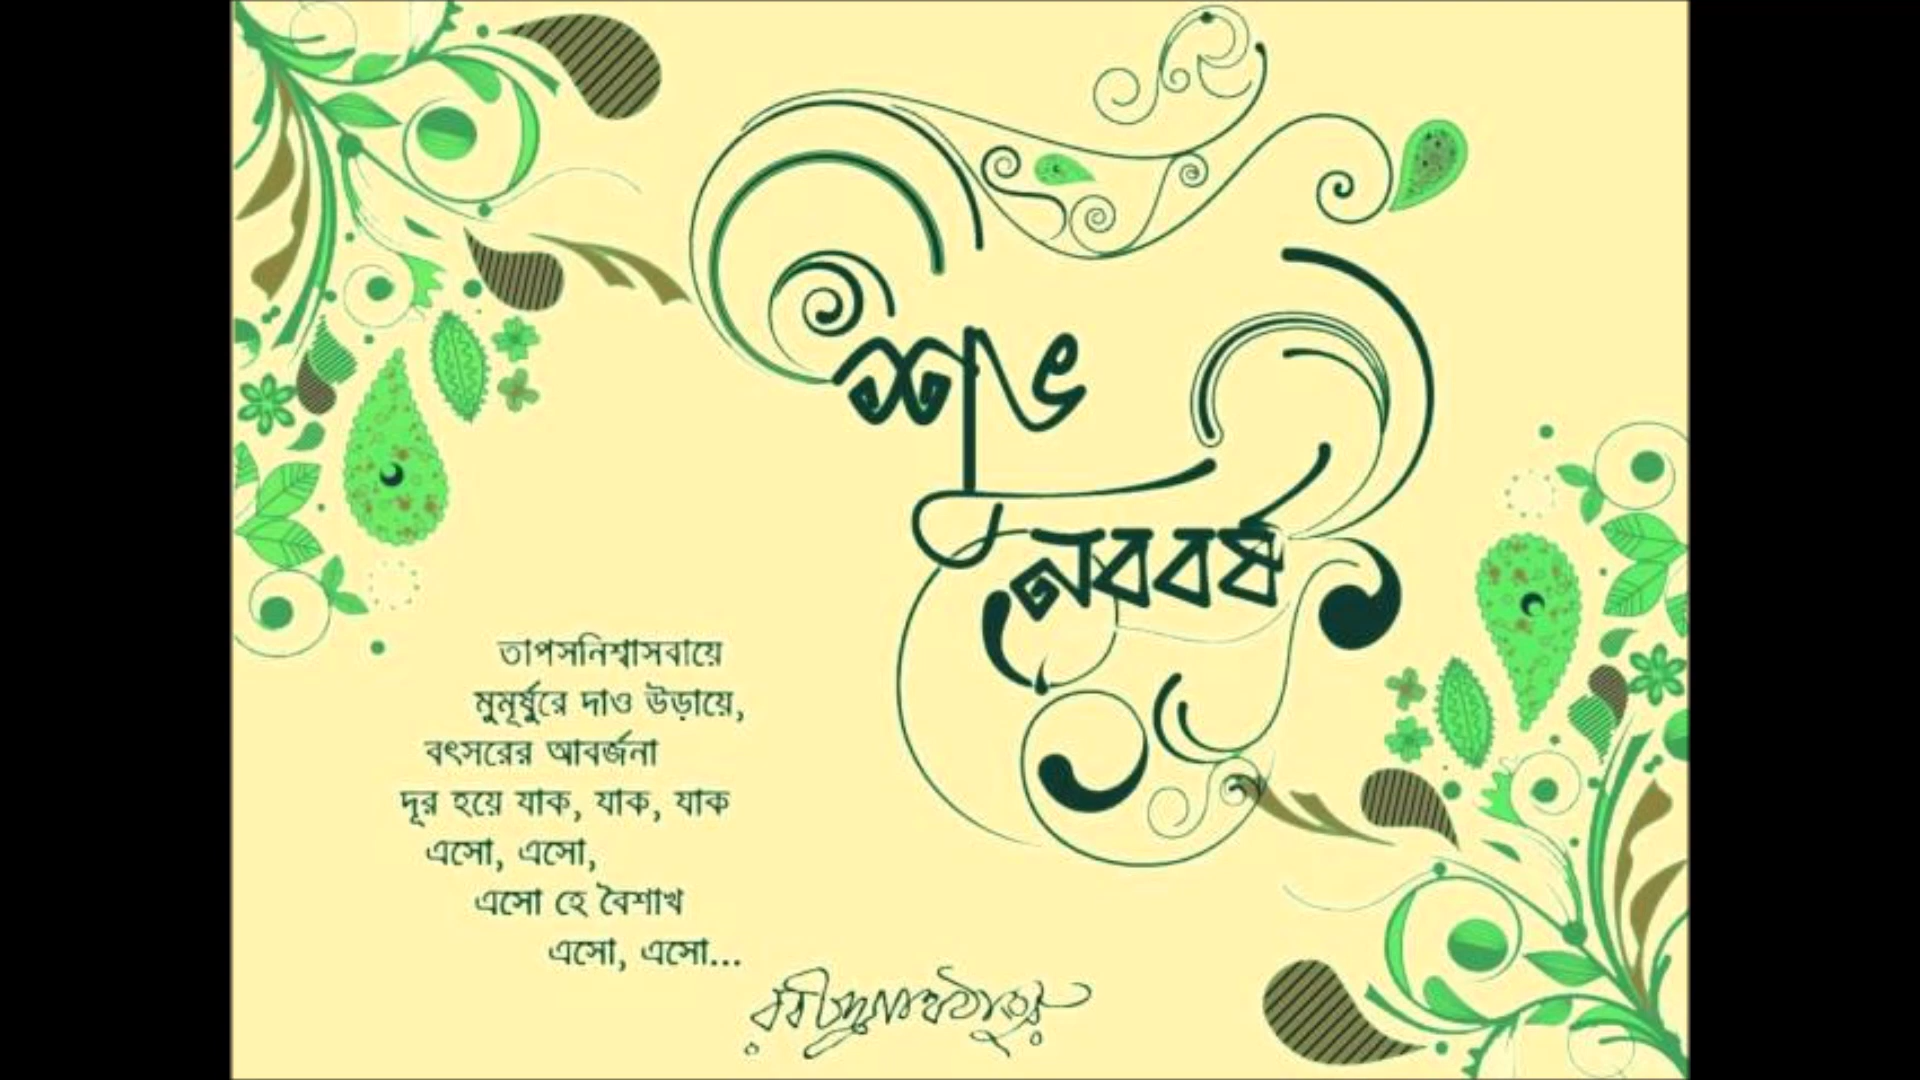 শুভ
নববর্ষ
তাপসনিশ্বাসবায়ে
মুমূর্ষুরে দাও উড়ায়ে,
বৎসরের আবর্জনা
দূর হয়ে যাক, যাক, যাক
এসো, এসো,
এসো হে বৈশাখ
এসো, এসো...
রবীন্দ্রনাথ ঠাকুর